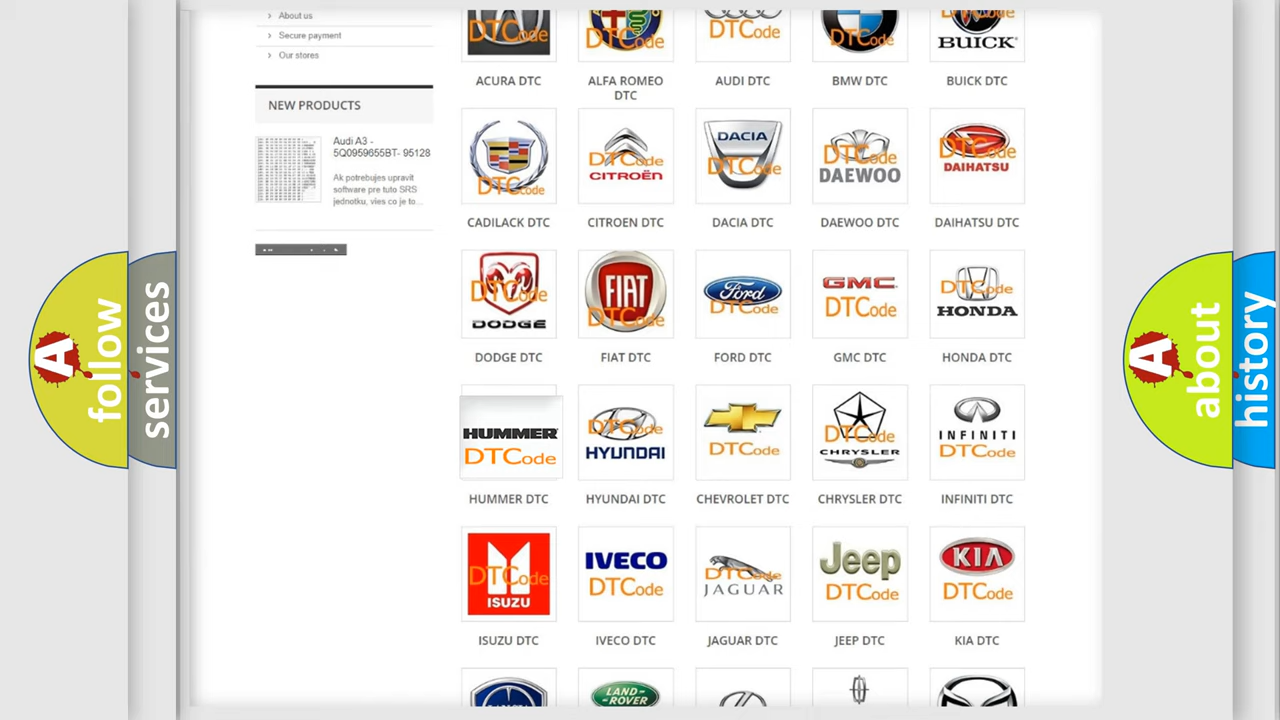 About us
Secure payment
Our stores
NEW PRODUCTS
Audi A3 -
5Q0959655BT- 95128
Ak potrebujes upravit
software pre tuto SRS
jednotku, vies co je to...
DTCode
DTCode
DTCode
DTCode
BUICK
ACURA DTC
ALFA ROMEO
DTC
AUDI DTC
BMW DTC
BUICK DTC
DTCode
DTCode
CITROËN
DACIA
DTCode
DTCode
DAEWOO
DTCode
DAIHATSU
CADILACK DTC
CITROEN DTC
DACIA DTC
DAEWOO DTC
DAIHATSU DTC
DTCode
DODGE
FIAT
DTCode
Ford
DTCode
GMC
DTCode
DTCode
HONDA
DODGE DTC
FIAT DTC
FORD DTC
GMC DTC
HONDA DTC
HUMMER
DTCode
DTCode
HYUNDAI
DTCode
DTCode
CHRYSLER
INFINITI
DTCode
HUMMER DTC
HYUNDAI DTC
CHEVROLET DTC
CHRYSLER DTC
INFINITI DTC
DTCode
ISUZU
IVECO
DTCode
DTCode
JAGUAR
Jeep
DTCode
KIA
DTCode
ISUZU DTC
IVECO DTC
JAGUAR DTC
JEEP DTC
KIA DTC
LAND-
ROVER
A
follow
services
A
about
history